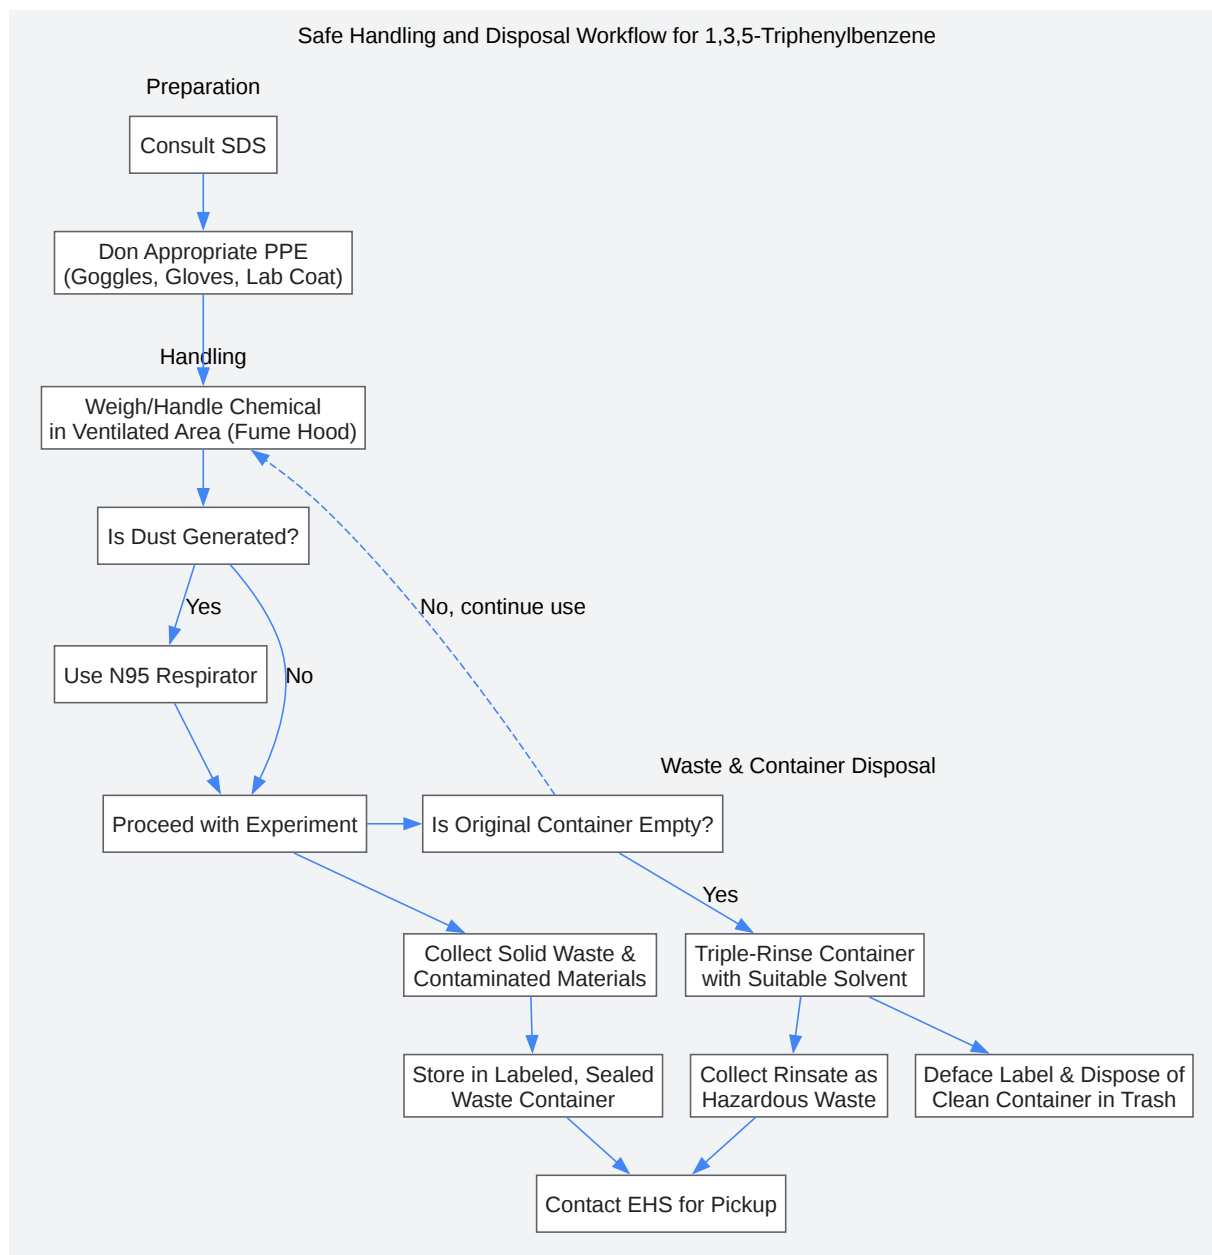 Safe Handling and Disposal Workflow for 1,3,5-Triphenylbenzene
Preparation
Consult SDS
Don Appropriate PPE
(Goggles, Gloves, Lab Coat)
Handling
Weigh/Handle Chemical
in Ventilated Area (Fume Hood)
Is Dust Generated?
Yes
No, continue use
Use N95 Respirator
No
Waste & Container Disposal
Proceed with Experiment
Is Original Container Empty?
Yes
Collect Solid Waste &
Contaminated Materials
Triple-Rinse Container
with Suitable Solvent
Store in Labeled, Sealed
Waste Container
Collect Rinsate as
Hazardous Waste
Deface Label & Dispose of
Clean Container in Trash
Contact EHS for Pickup